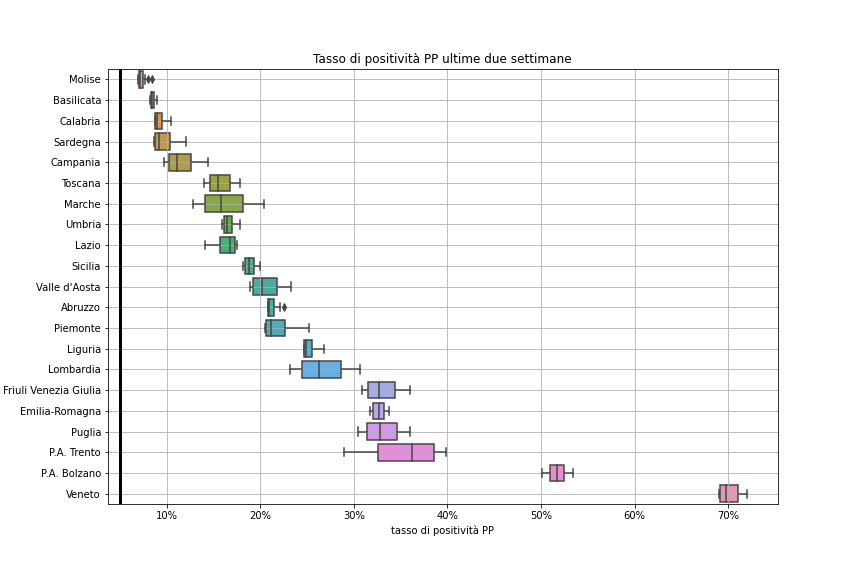 Tasso di positività PP ultime due settimane
Molise
Basilicata
Calabria
Sardegna
Campania
Toscana
Marche
Umbria
Lazio
Sicilia
Valle d'Aosta
Abruzzo
Piemonte
Liguria
Lombardia
Friuli Venezia Giulia
Emilia-Romagna
Puglia
P.A. Trento
P.A. Bolzano
Veneto
10% 20% 30% 40% 50% 60% 70%
tasso di positività PP